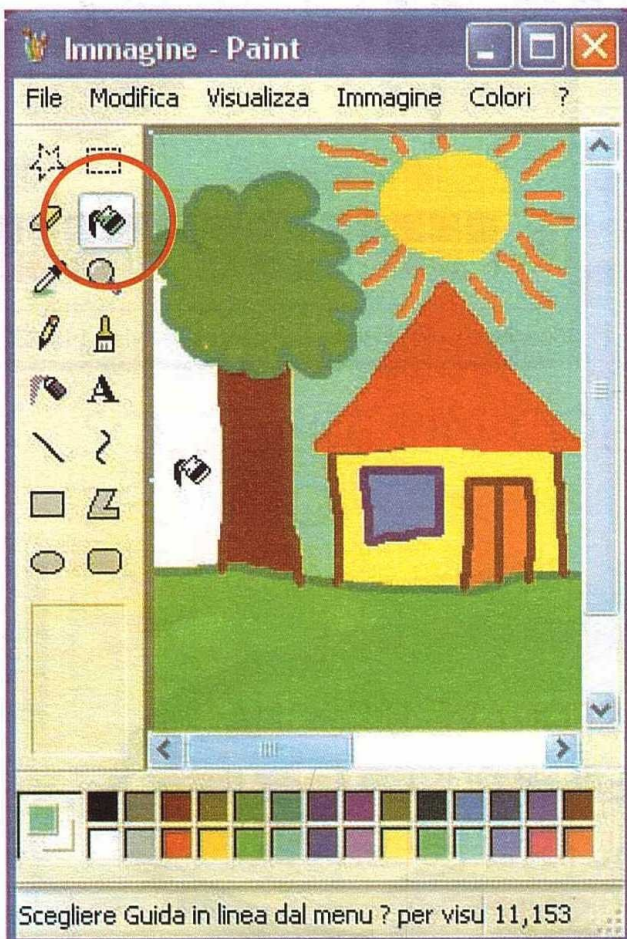 Immagine - Paint
File Modifica Visualizza Immagine Colori ?
A
Scegliere Guida in linea dal menu ? per visu 11,153